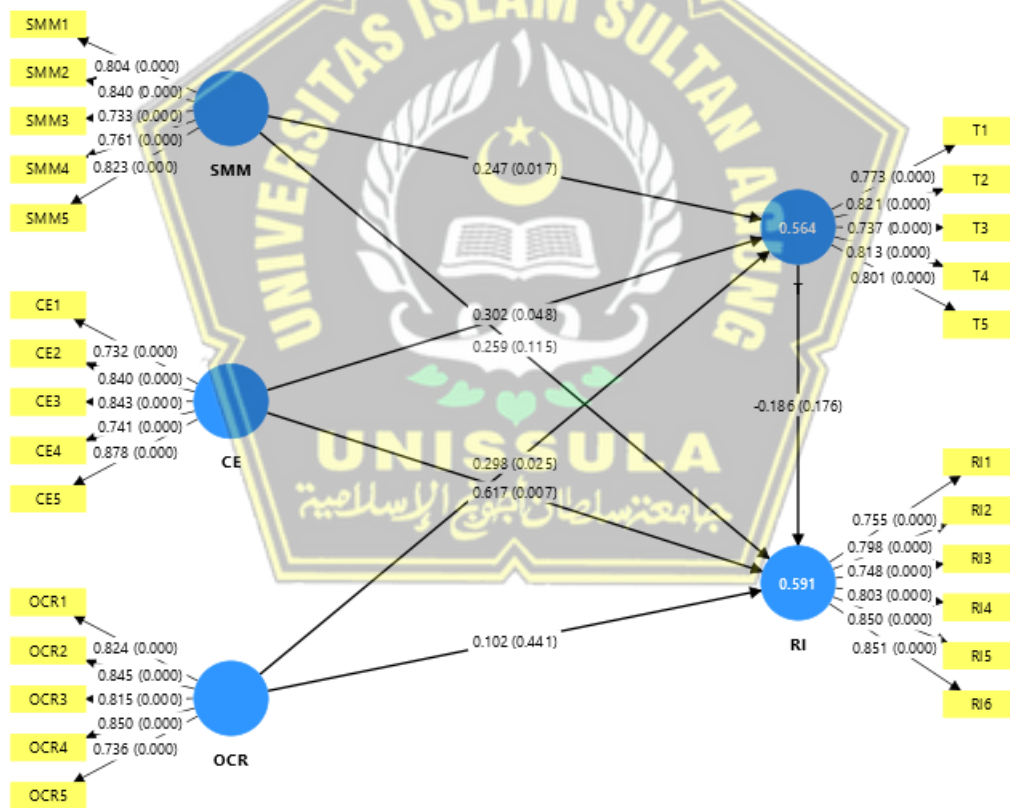 SMM1
SMM2
SMM3
SMM4
SMM5
0.804 (0.000)
0.840 (0.000)
0.733 (0.000)
0.761 (0.000)
0.823 (0.000)
SMM
CE1
CE2
CE3
CE4
CE5
0.732 (0.000)
0.840 (0.000)
0.843 (0.000)
0.741 (0.000)
0.878 (0.000)
CE
OCR1
OCR2
OCR3
OCR4
OCR5
0.824 (0.000)
0.845 (0.000)
0.815 (0.000)
0.850 (0.000)
0.736 (0.000)
OCR
0.247 (0.017)
0.302 (0.048)
0.259 (0.115)
0.298 (0.025)
0.617 (0.007)
0.102 (0.441)
-0.186 (0.176)
0.564
T
0.773 (0.000)
0.821 (0.000)
0.737 (0.000)
0.813 (0.000)
0.801 (0.000)
T1
T2
T3
T4
T5
0.591
RI
0.755 (0.000)
0.798 (0.000)
0.748 (0.000)
0.803 (0.000)
0.850 (0.000)
0.851 (0.000)
RI1
RI2
RI3
RI4
RI5
RI6
UNIVERSITAS ISLAM SULTAN AGUNG
UNISSULA
جامعة سلطان أجونج الإسلامية